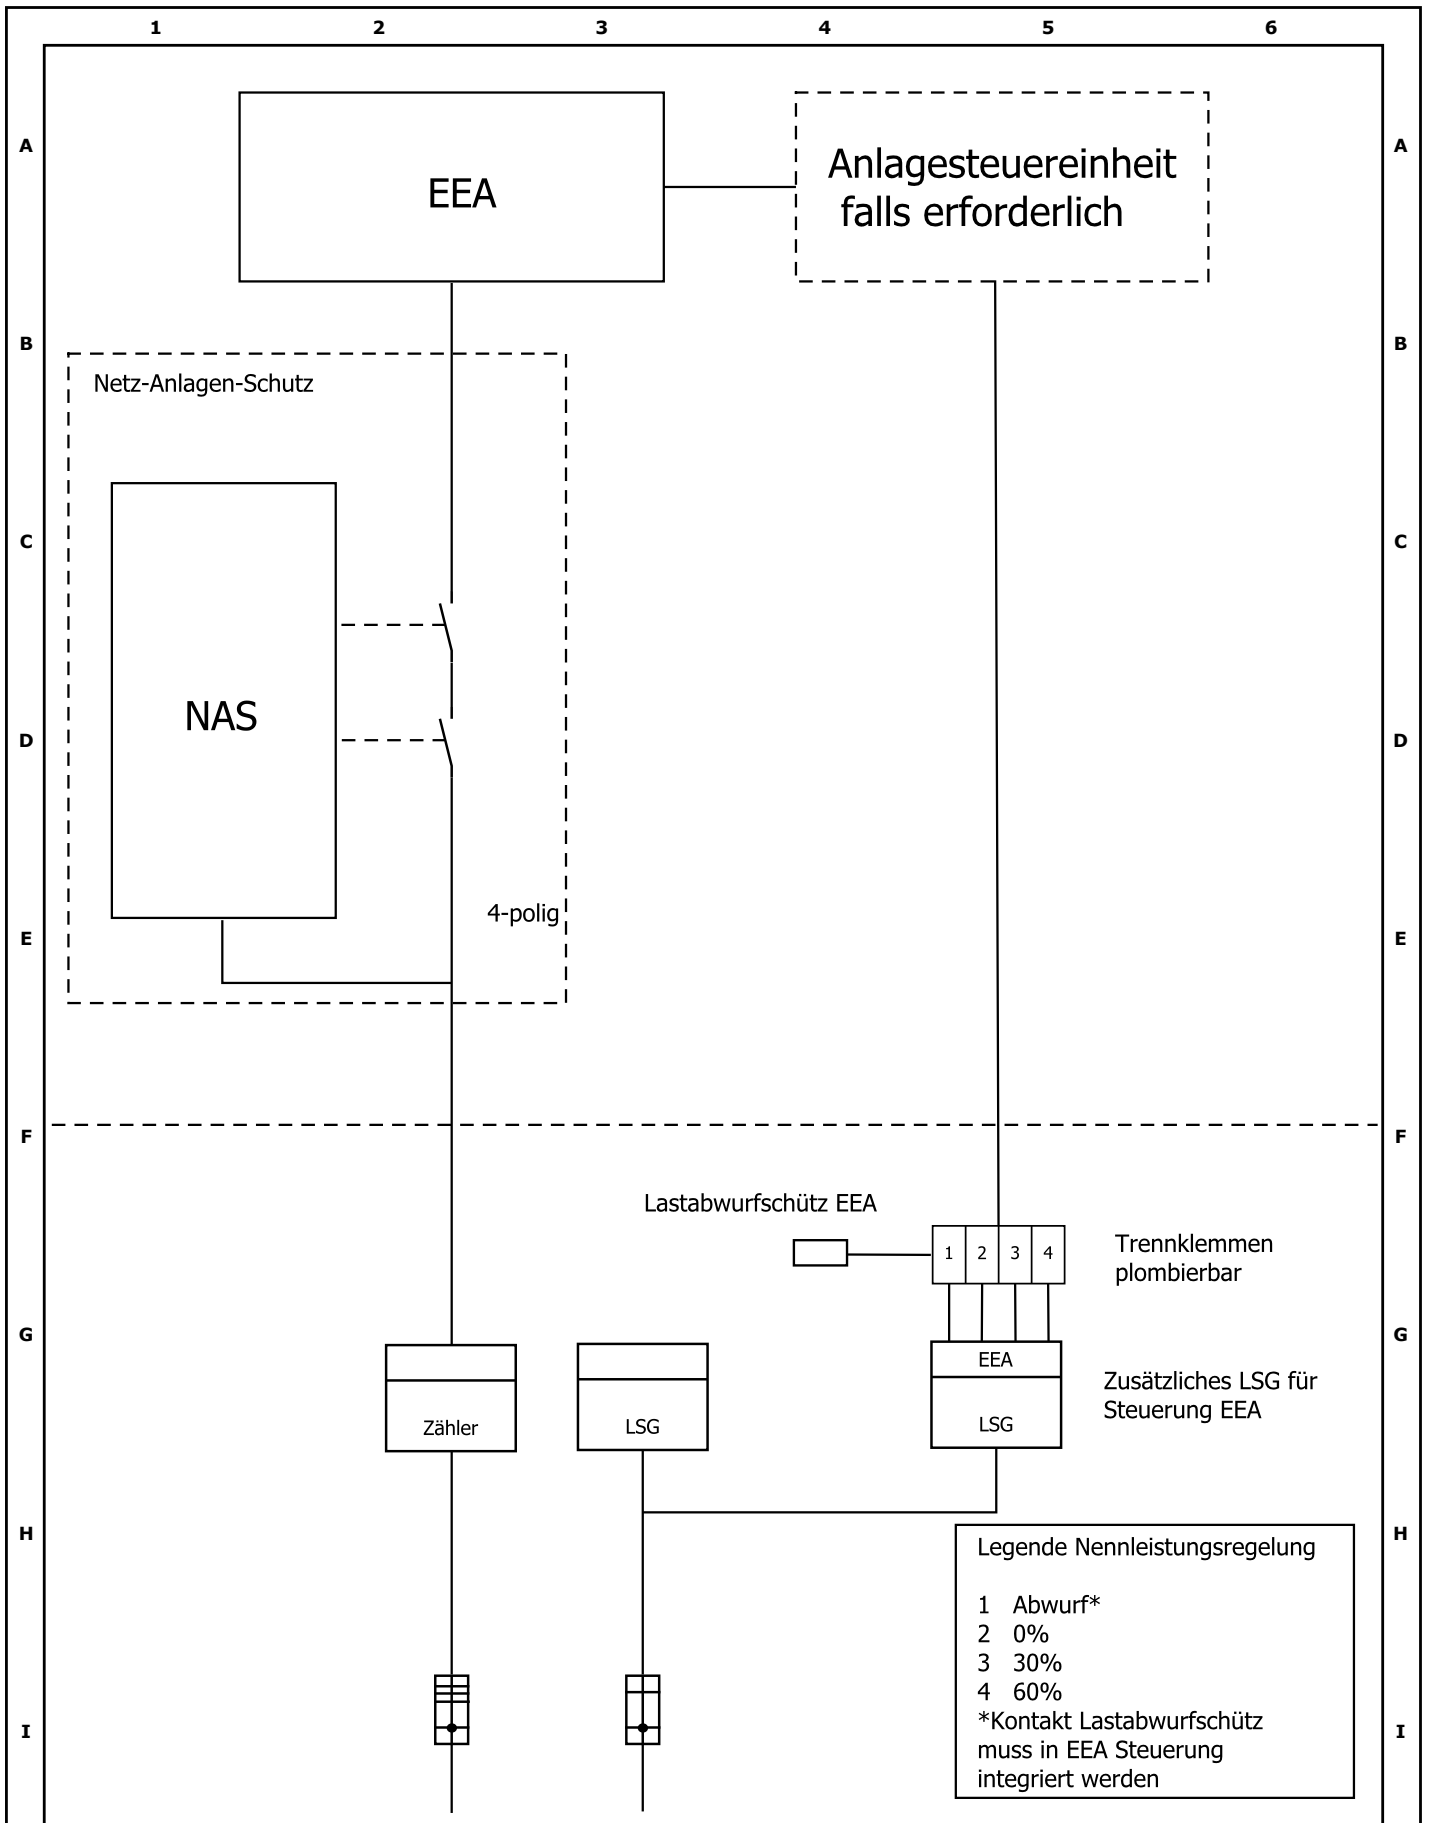 1 2 3 4 5 6
A A
EEA
Anlagesteuereinheit
falls erforderlich
B B
Netz-Anlagen-Schutz
C C
NAS
D D
4-polig
E E
F F
Lastabwurfschütz EEA
1 2 3 4
Trennklemmen
plombierbar
G G
EEA
Zusätzliches LSG für
Steuerung EEA
Zähler
LSG
LSG
H H
Legende Nennleistungsregelung
1 Abwurf*
2 0%
3 30%
4 60%
*Kontakt Lastabwurfschütz
muss in EEA Steuerung
integriert werden
I I